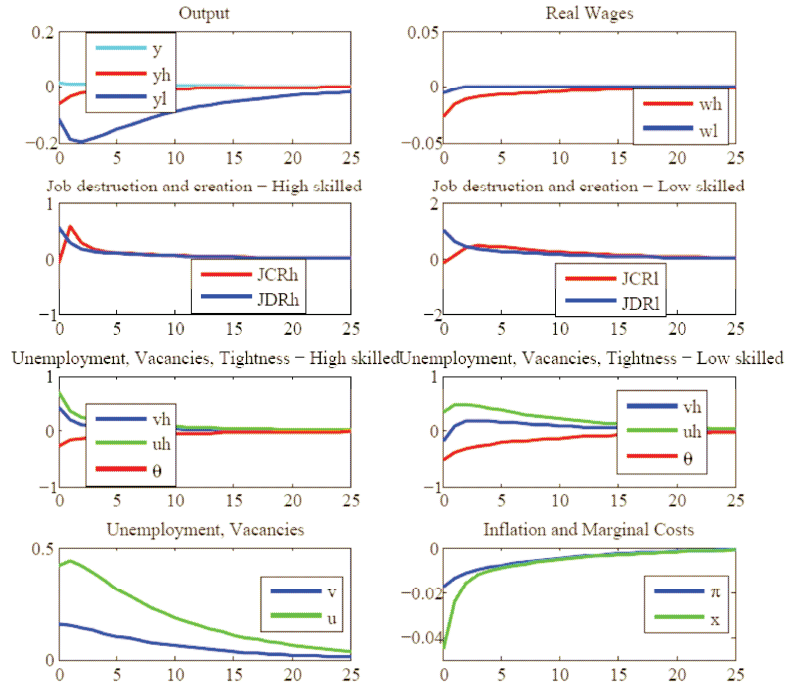 Output
0.2
0
−0.2
0 5 10 15 20 25
y
yh
yl
Real Wages
0.05
0
−0.05
0 5 10 15 20 25
wh
wl
Job destruction and creation − High skilled
1
0
−1
0 5 10 15 20 25
JCRh
JDRh
Job destruction and creation − Low skilled
2
0
−2
0 5 10 15 20 25
JCRl
JDRl
Unemployment, Vacancies, Tightness − High skilled
1
0
−1
0 5 10 15 20 25
vh
uh
θ
Unemployment, Vacancies, Tightness − Low skilled
1
0
−1
0 5 10 15 20 25
vh
uh
θ
Unemployment, Vacancies
0.5
0
0 5 10 15 20 25
v
u
Inflation and Marginal Costs
0
−0.02
−0.04
0 5 10 15 20 25
π
x